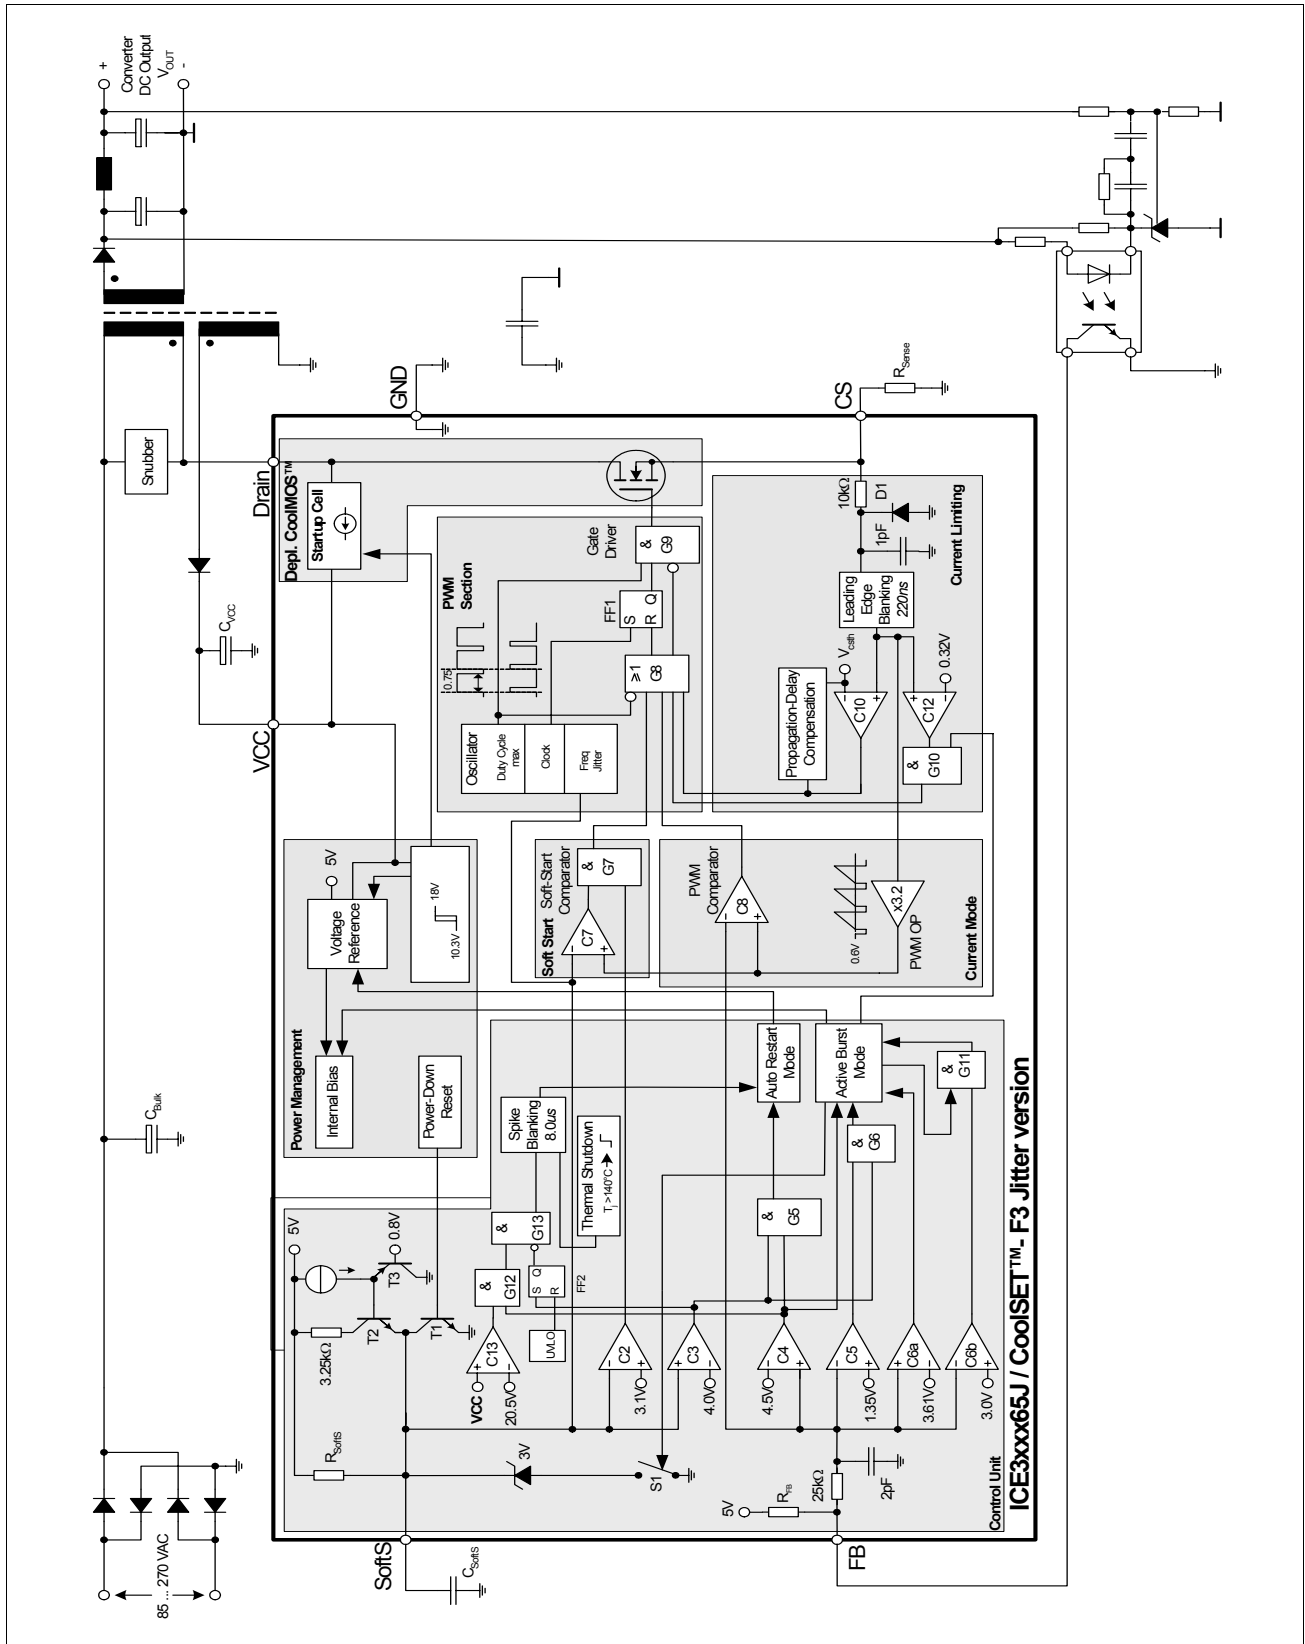 Converter
DC Output
V_OUT
+
-
Snubber
85 ... 270 VAC
C_Bulk
C_VCC
VCC
Drain
GND
CS
R_Sense
SoftS
C_SoftS
FB
Power Management
Internal Bias
Voltage
Reference
5V
18V
10.3V
Power-Down
Reset
Depl. CoolMOS™
Startup Cell
PWM
Section
0.75
Oscillator
Duty Cycle
max
Clock
Freq
Jitter
FF1
S
R
Q
≥1
G8
Gate
Driver
&
G9
Soft Start
Soft-Start
Comparator
C7
-
+
&
G7
PWM
Comparator
C8
-
+
0.6V
PWM OP
x3.2
Current Mode
Current Limiting
10kΩ
D1
1pF
Leading
Edge
Blanking
220ns
Propagation-Delay
Compensation
V_csth
C10
-
+
C12
+
-
0.32V
&
G10
5V
3.25kΩ
R_SoftS
T2
T3
0.8V
T1
VCC
20.5V
C13
+
-
&
G12
&
G13
S
Q
R
FF2
UVLO
Spike
Blanking
8.0us
Thermal Shutdown
Tj >140°C
3V
S1
C2
-
+
3.1V
C3
+
-
4.0V
C4
-
+
4.5V
C5
-
+
1.35V
C6a
+
-
3.61V
C6b
-
+
3.0V
&
G5
&
G6
&
G11
Auto Restart
Mode
Active Burst
Mode
5V
R_FB
25kΩ
2pF
Control Unit
ICE3xxx65J / CoolSET™- F3 Jitter version